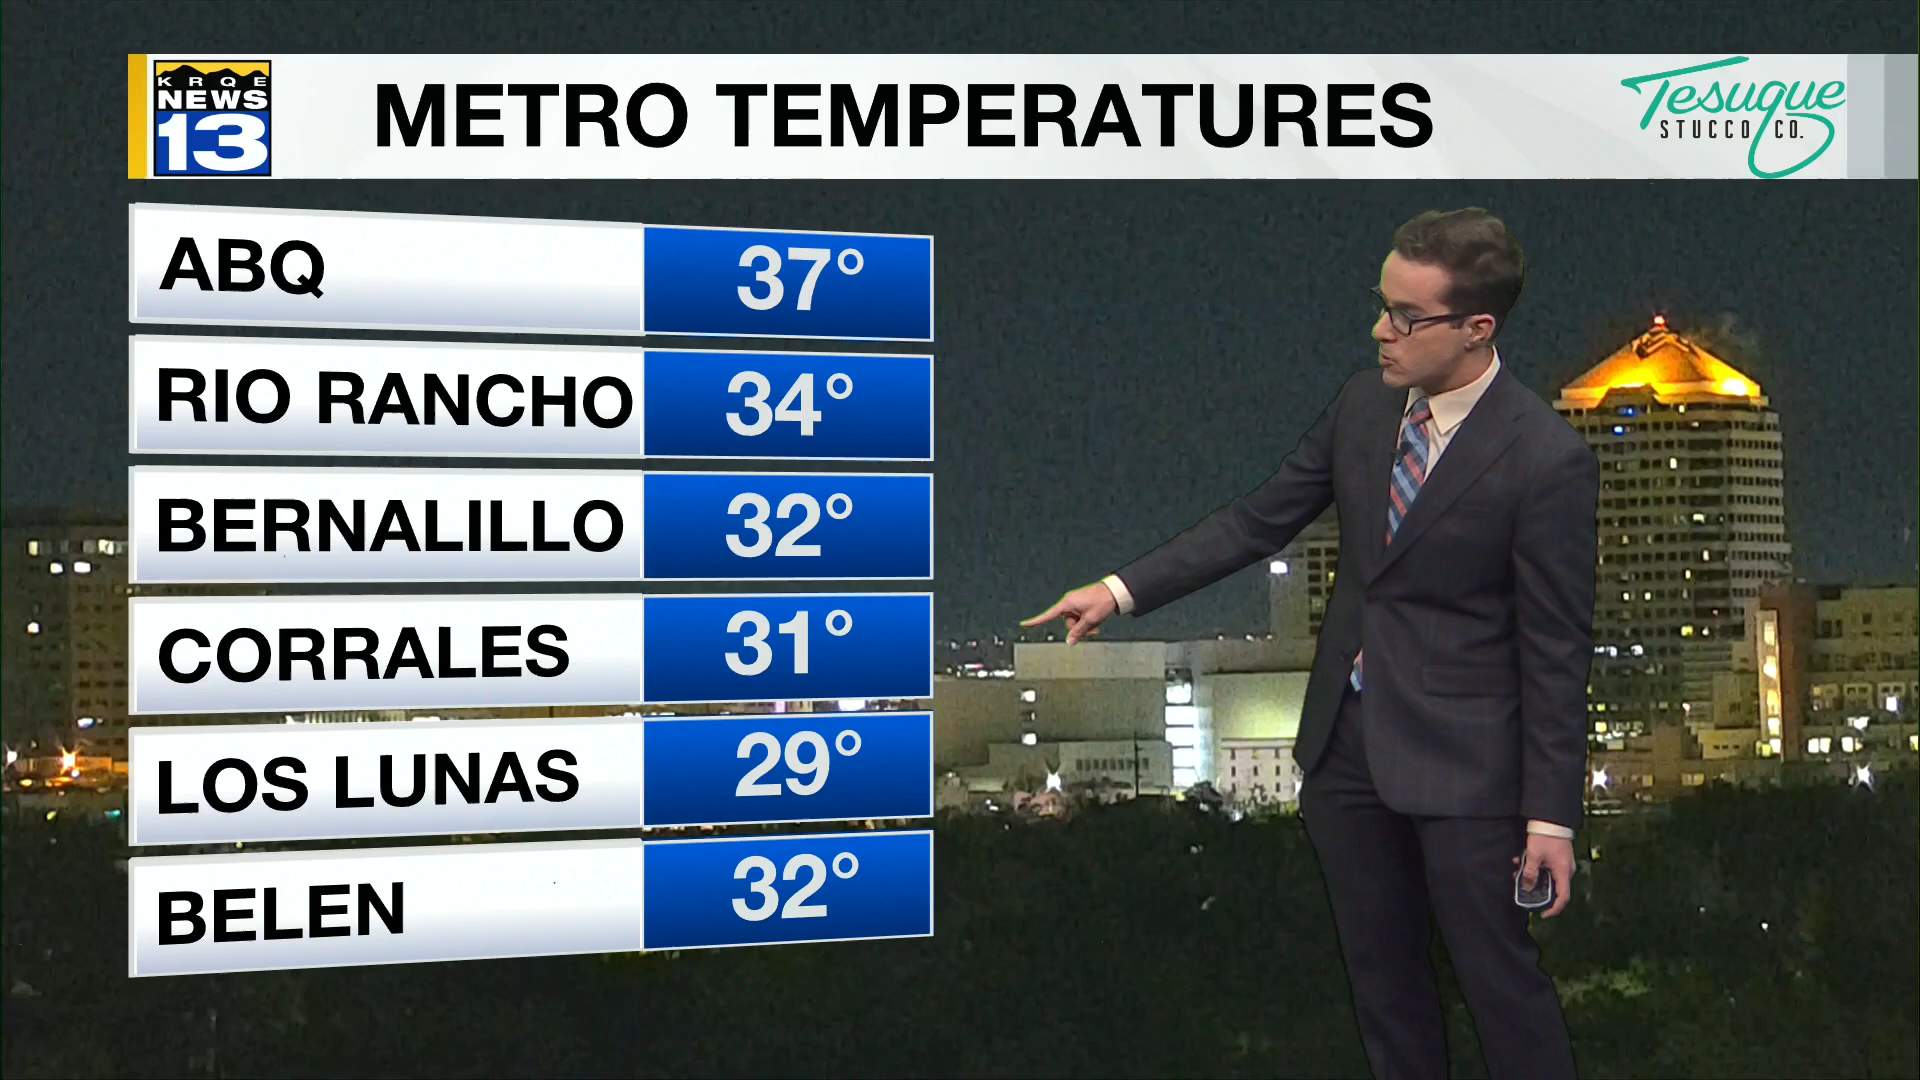 KRQE
NEWS
13
METRO TEMPERATURES
Tesuque
STUCCO CO.
ABQ 37°
RIO RANCHO 34°
BERNALILLO 32°
CORRALES 31°
LOS LUNAS 29°
BELEN 32°